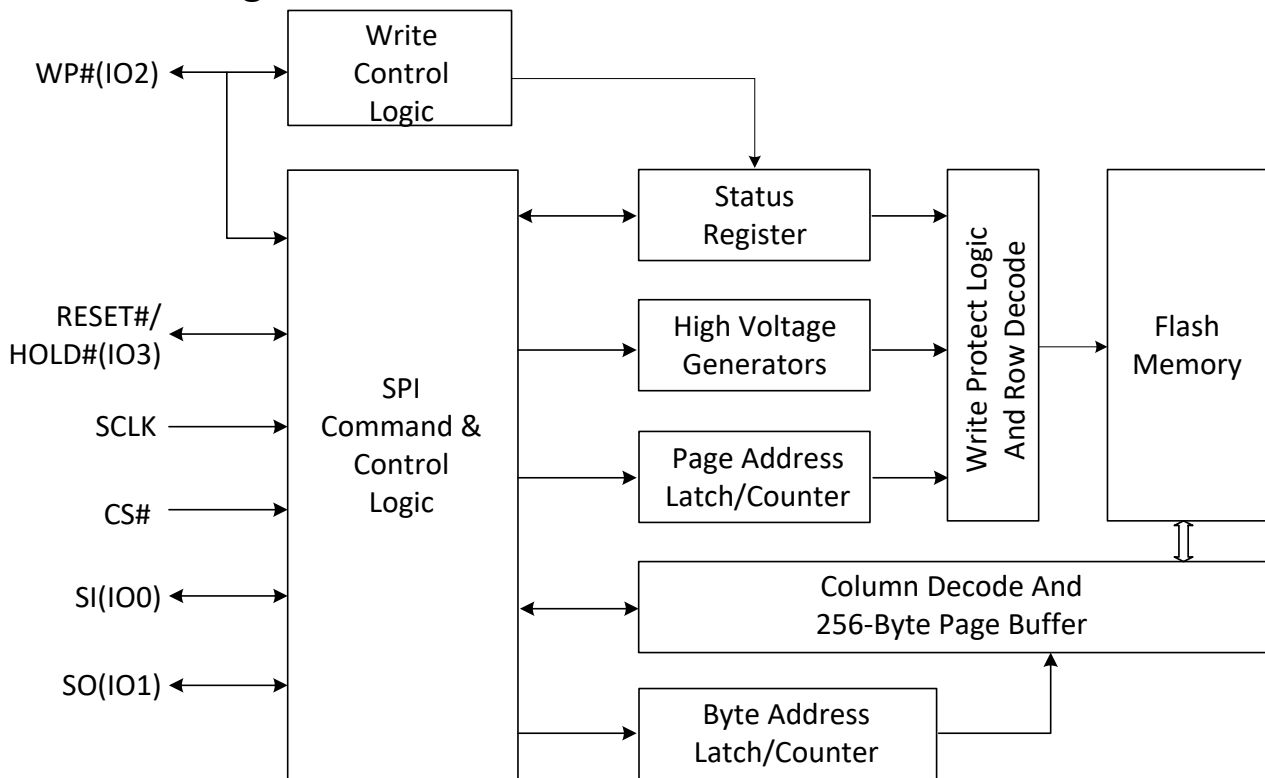 WP#(IO2)
Write
Control
Logic
Status
Register
RESET#/
HOLD#(IO3)
High Voltage
Generators
Write Protect Logic
And Row Decode
Flash
Memory
SPI
Command &
Control
Logic
SCLK
Page Address
Latch/Counter
CS#
SI(IO0)
Column Decode And
256-Byte Page Buffer
SO(IO1)
Byte Address
Latch/Counter